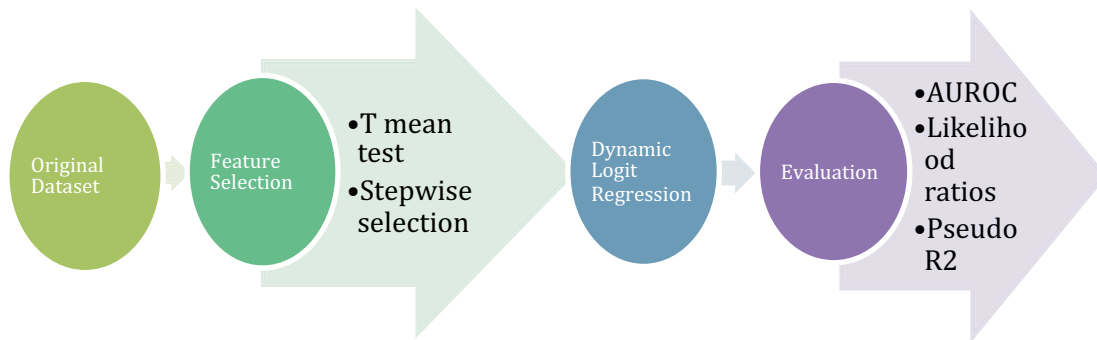 Original
Dataset
Feature
Selection
•T mean
test
•Stepwise
selection
Dynamic
Logit
Regression
Evaluation
•AUROC
•Likeliho
od
ratios
•Pseudo
R2